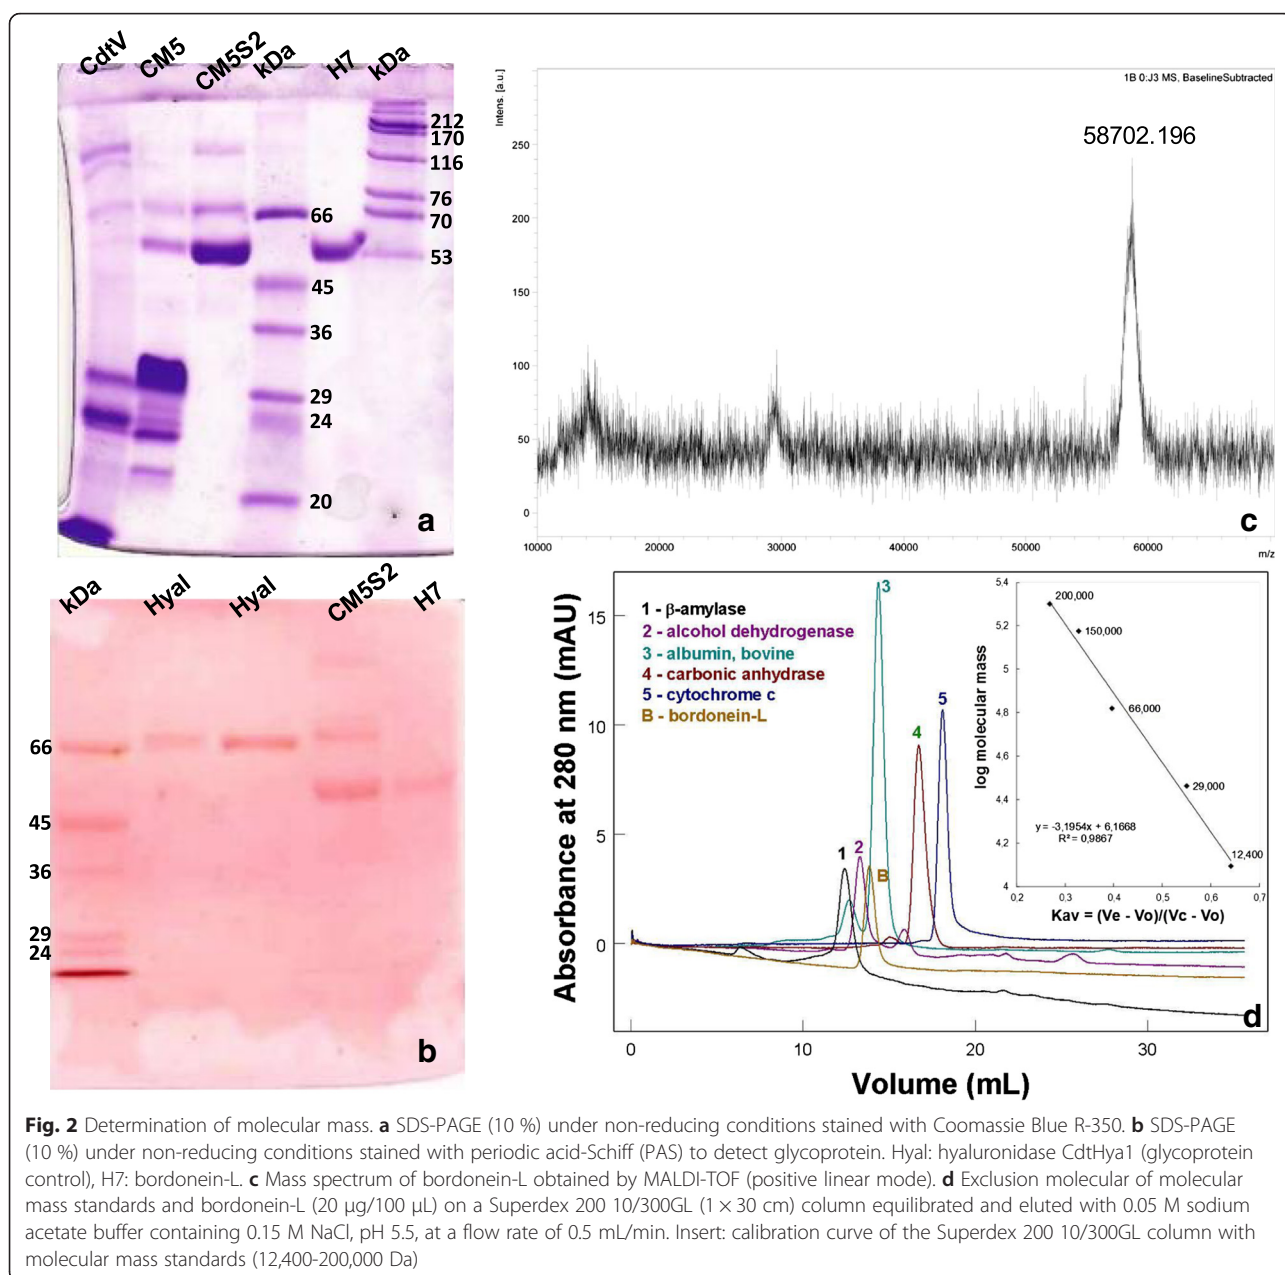 CdtV CM5 CM5S2 kDa H7 kDa
212
170
116
76
70
53
66
45
36
29
24
20
a
1B 0:J3 MS, BaselineSubtracted
Intens. [a.u.]
58702.196
250
200
150
100
50
0
10000 20000 30000 40000 50000 60000 m/z
c
kDa Hyal Hyal CM5S2 H7
66
45
36
29
24
b
Absorbance at 280 nm (mAU)
15
10
5
0
1 - β-amylase
2 - alcohol dehydrogenase
3 - albumin, bovine
4 - carbonic anhydrase
5 - cytochrome c
B - bordonein-L
1
2
3
B
4
5
log molecular mass
5.4
5.2
5
4.8
4.6
4.4
4.2
4
200,000
150,000
66,000
29,000
12,400
y = -3,1954x + 6,1668
R² = 0,9867
0.2 0,3 0.4 0,5 0,6 0,7
Kav = (Ve - Vo)/(Vc - Vo)
d
0 10 20 30
Volume (mL)
Fig. 2 Determination of molecular mass. a SDS-PAGE (10 %) under non-reducing conditions stained with Coomassie Blue R-350. b SDS-PAGE
(10 %) under non-reducing conditions stained with periodic acid-Schiff (PAS) to detect glycoprotein. Hyal: hyaluronidase CdtHya1 (glycoprotein
control), H7: bordonein-L. c Mass spectrum of bordonein-L obtained by MALDI-TOF (positive linear mode). d Exclusion molecular of molecular
mass standards and bordonein-L (20 μg/100 μL) on a Superdex 200 10/300GL (1 × 30 cm) column equilibrated and eluted with 0.05 M sodium
acetate buffer containing 0.15 M NaCl, pH 5.5, at a flow rate of 0.5 mL/min. Insert: calibration curve of the Superdex 200 10/300GL column with
molecular mass standards (12,400-200,000 Da)